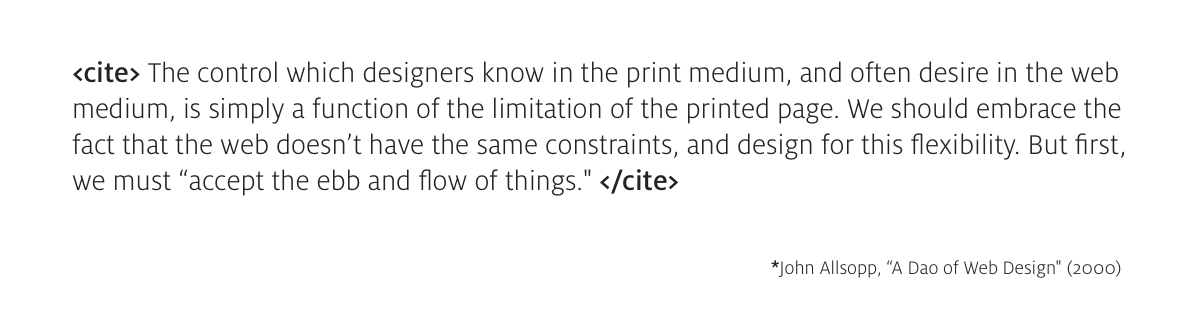 <cite> The control which designers know in the print medium, and often desire in the web
medium, is simply a function of the limitation of the printed page. We should embrace the
fact that the web doesn’t have the same constraints, and design for this flexibility. But first,
we must “accept the ebb and flow of things." </cite>
*John Allsopp, “A Dao of Web Design" (2000)